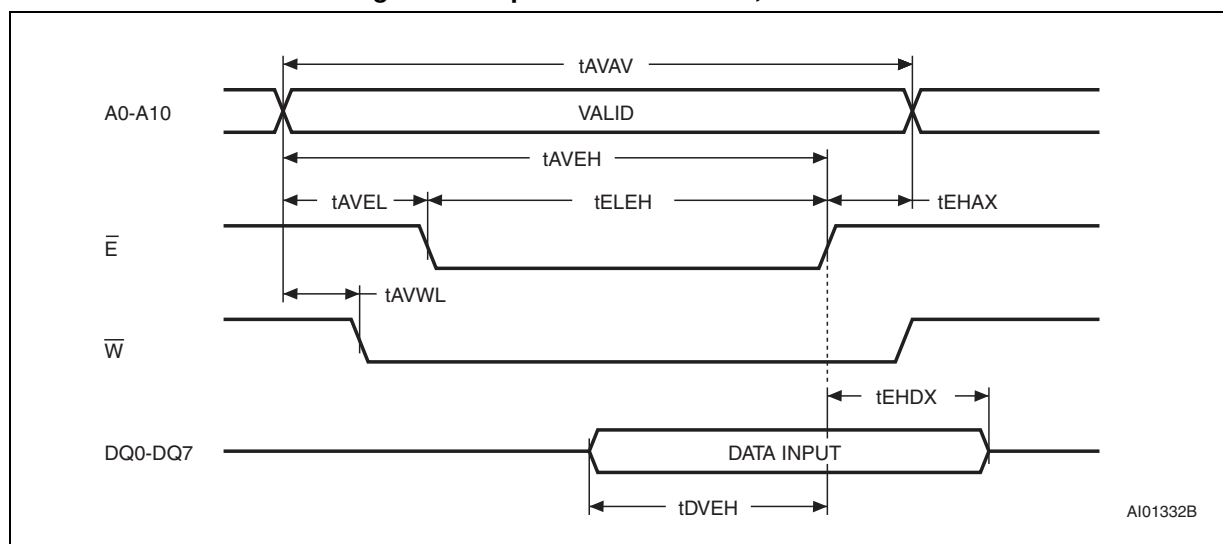 tAVAV
A0-A10
VALID
tAVEH
tAVEL
tELEH
tEHAX
E̅
tAVWL
W̅
tEHDX
DQ0-DQ7
DATA INPUT
tDVEH
AI01332B